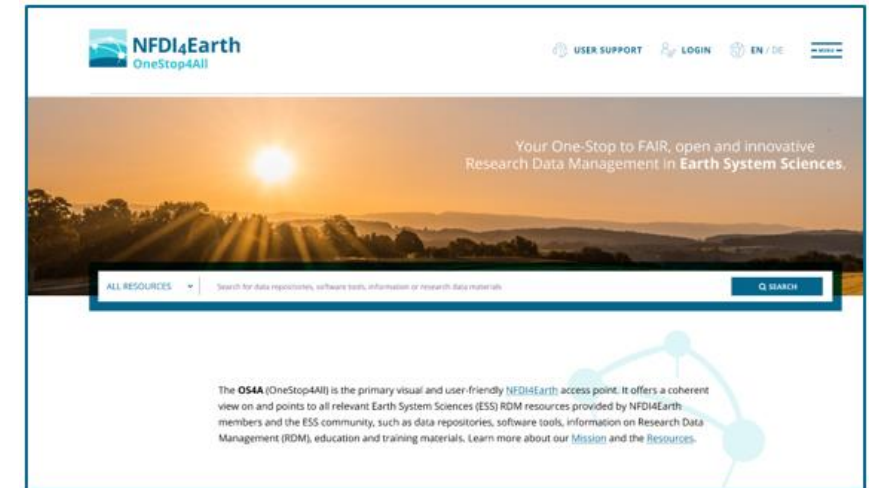 NFDI4Earth
OneStop4All
USER SUPPORT
LOGIN
EN / DE
MENU
Your One-Stop to FAIR, open and innovative
Research Data Management in Earth System Sciences.
ALL RESOURCES
Search for data repositories, software tools, information or research data materials
SEARCH
The OS4A (OneStop4All) is the primary visual and user-friendly NFDI4Earth access point. It offers a coherent
view on and points to all relevant Earth System Sciences (ESS) RDM resources provided by NFDI4Earth
members and the ESS community, such as data repositories, software tools, information on Research Data
Management (RDM), education and training materials. Learn more about our Mission and the Resources.